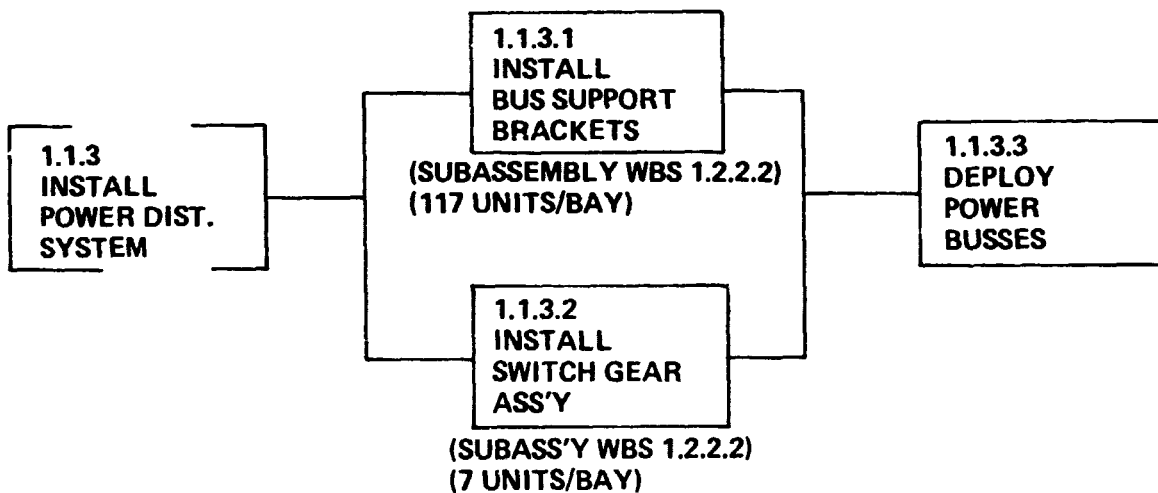 1.1.3
INSTALL
POWER DIST.
SYSTEM
1.1.3.1
INSTALL
BUS SUPPORT
BRACKETS
(SUBASSEMBLY WBS 1.2.2.2)
(117 UNITS/BAY)
1.1.3.2
INSTALL
SWITCH GEAR
ASS'Y
(SUBASS'Y WBS 1.2.2.2)
(7 UNITS/BAY)
1.1.3.3
DEPLOY
POWER
BUSSES